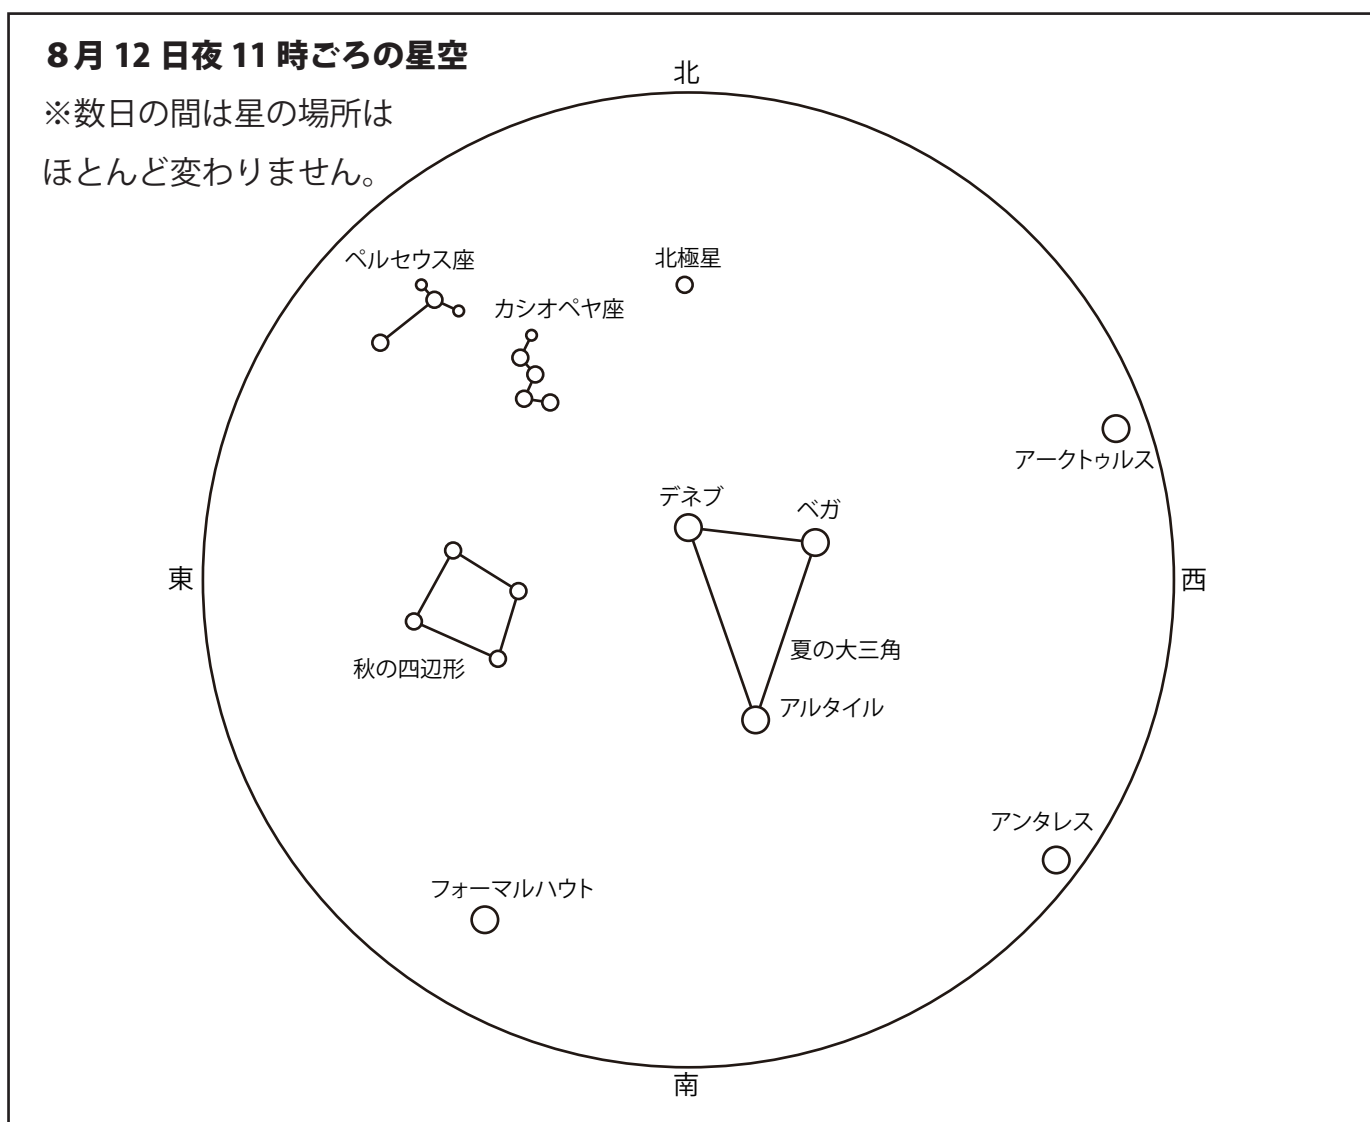 8月12日夜11時ごろの星空
※数日の間は星の場所は
ほとんど変わりません。
北
ペルセウス座
北極星
カシオペヤ座
アークトゥルス
デネブ
ベガ
東
西
夏の大三角
秋の四辺形
アルタイル
アンタレス
フォーマルハウト
南